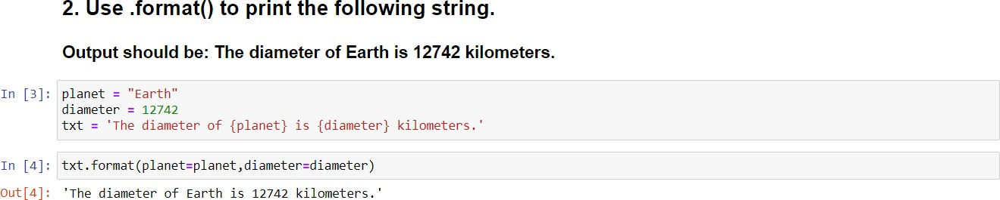 2. Use .format() to print the following string.
Output should be: The diameter of Earth is 12742 kilometers.
In [3]: planet = "Earth"
diameter = 12742
txt = 'The diameter of {planet} is {diameter} kilometers.'
In [4]: txt.format(planet=planet,diameter=diameter)
Out[4]: 'The diameter of Earth is 12742 kilometers.'